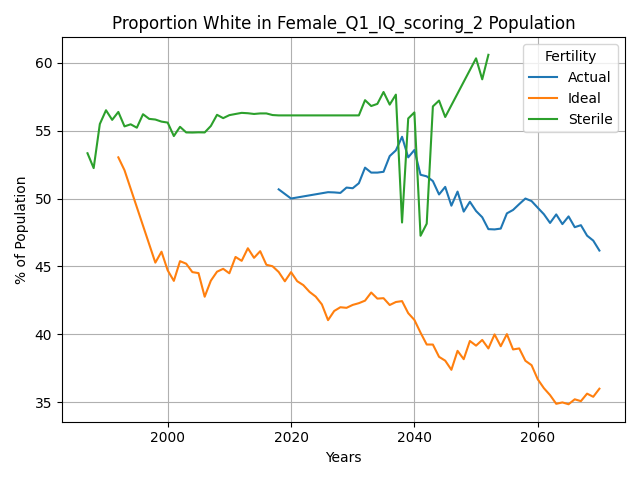 Proportion White in Female_Q1_IQ_scoring_2 Population
% of Population
60
55
50
45
40
35
Fertility
Actual
Ideal
Sterile
2000
2020
2040
2060
Years